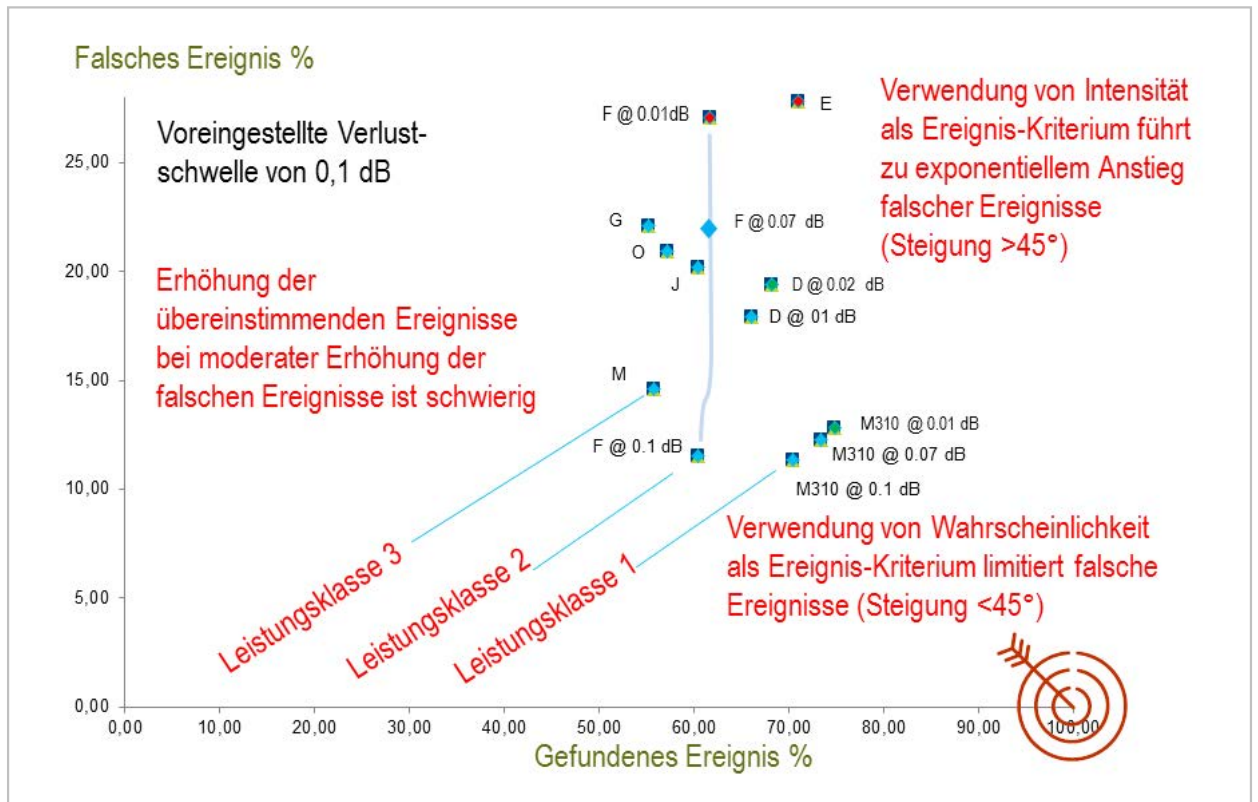 Falsches Ereignis %
Voreingestellte Verlust-
schwelle von 0,1 dB
F @ 0.01dB
E
Verwendung von Intensität
als Ereignis-Kriterium führt
zu exponentiellem Anstieg
falscher Ereignisse
(Steigung >45°)
25,00
G
F @ 0.07 dB
O
20,00
J
D @ 0.02 dB
D @ 01 dB
Erhöhung der
übereinstimmenden Ereignisse
bei moderater Erhöhung der
falschen Ereignisse ist schwierig
15,00
M
M310 @ 0.01 dB
F @ 0.1 dB
M310 @ 0.07 dB
10,00
M310 @ 0.1 dB
Verwendung von Wahrscheinlichkeit
als Ereignis-Kriterium limitiert falsche
Ereignisse (Steigung <45°)
5,00
Leistungsklasse 3
Leistungsklasse 2
Leistungsklasse 1
0,00
0,00 10,00 20,00 30,00 40,00 50,00 60,00 70,00 80,00 90,00 100,00
Gefundenes Ereignis %